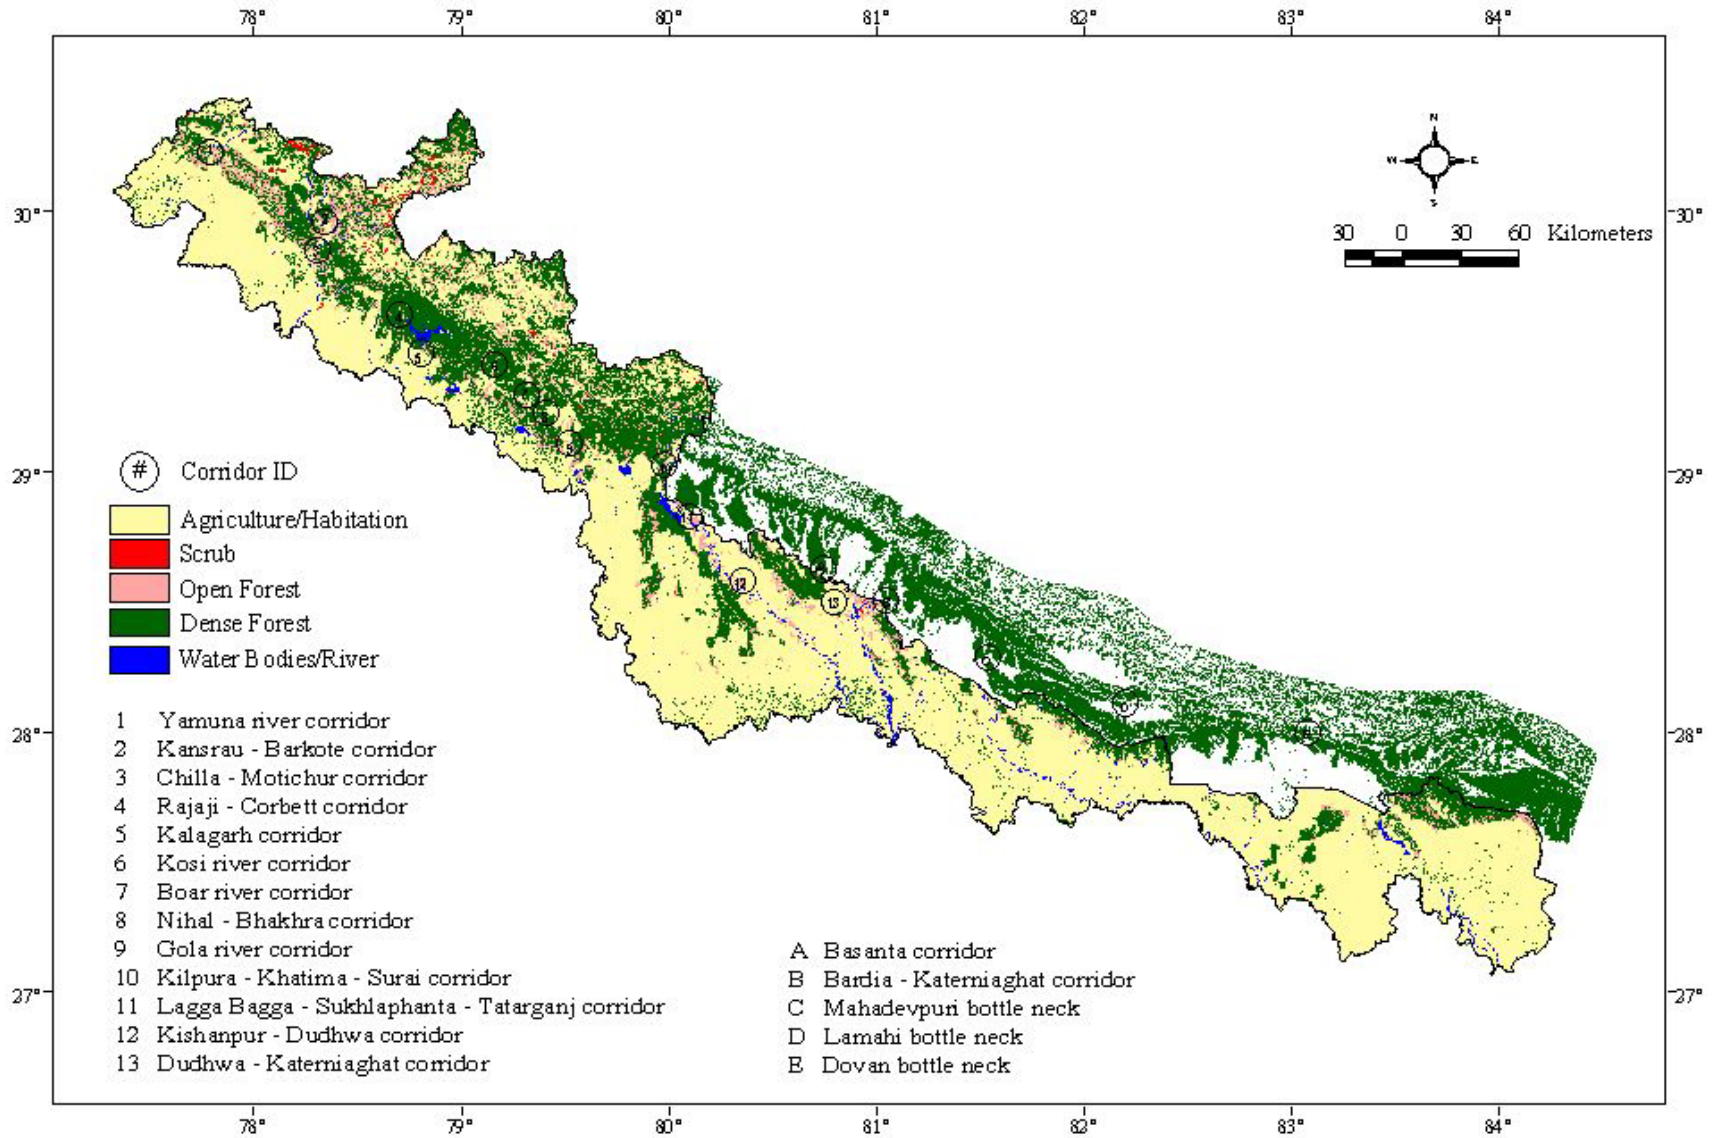 78° 79° 80° 81° 82° 83° 84°
N
W E
S
30 0 30 60 Kilometers
30° 30°
29° 29°
28° 28°
27° 27°
4
5
12
13
# Corridor ID
Agriculture/Habitation
Scrub
Open Forest
Dense Forest
Water Bodies/River
1 Yamuna river corridor
2 Kansrau - Barkote corridor
3 Chilla - Motichur corridor
4 Rajaji - Corbett corridor
5 Kalagarh corridor
6 Kosi river corridor
7 Boar river corridor
8 Nihal - Bhakhra corridor
9 Gola river corridor
10 Kilpura - Khatima - Surai corridor
11 Lagga Bagga - Sukhlaphanta - Tatarganj corridor
12 Kishanpur - Dudhwa corridor
13 Dudhwa - Katerniaghat corridor
A Basanta corridor
B Bardia - Katerniaghat corridor
C Mahadevpuri bottle neck
D Lamahi bottle neck
E Dovan bottle neck
78° 79° 80° 81° 82° 83° 84°